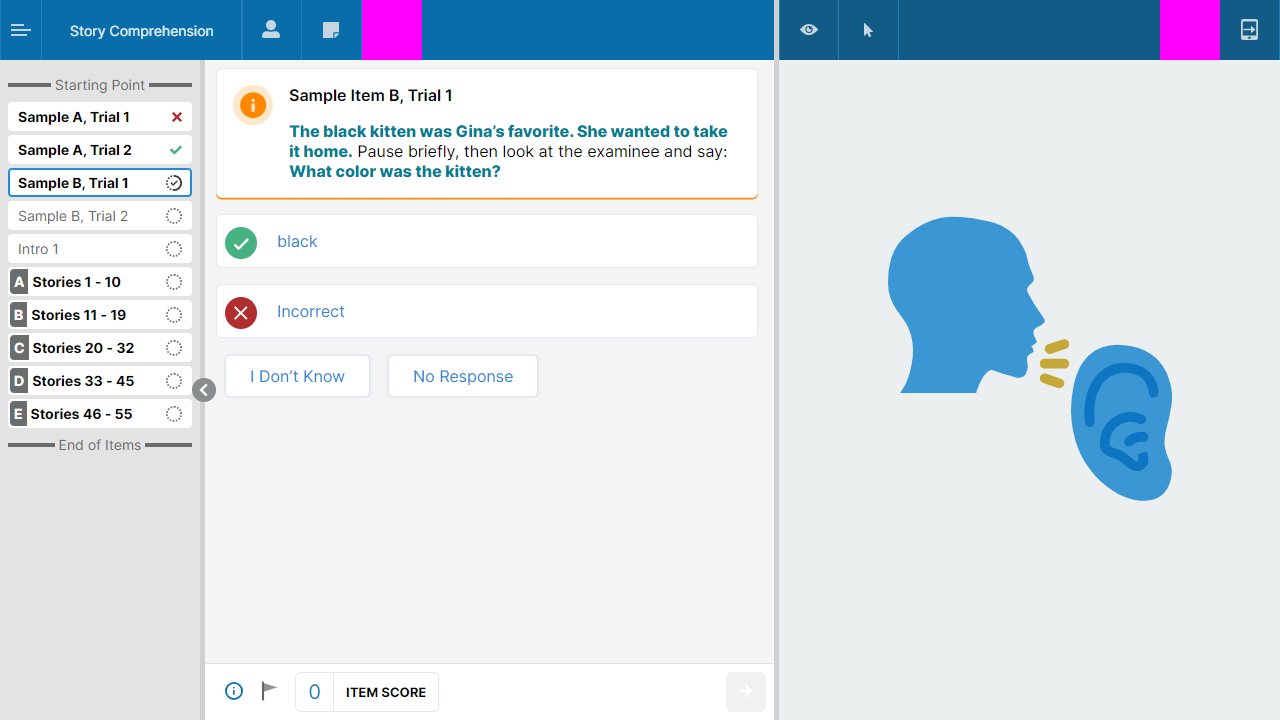 Story Comprehension
Starting Point
Sample A, Trial 1
Sample A, Trial 2
Sample B, Trial 1
Sample B, Trial 2
Intro 1
A Stories 1 - 10
B Stories 11 - 19
C Stories 20 - 32
D Stories 33 - 45
E Stories 46 - 55
End of Items
Sample Item B, Trial 1
The black kitten was Gina’s favorite. She wanted to take
it home. Pause briefly, then look at the examinee and say:
What color was the kitten?
black
Incorrect
I Don’t Know
No Response
0 ITEM SCORE